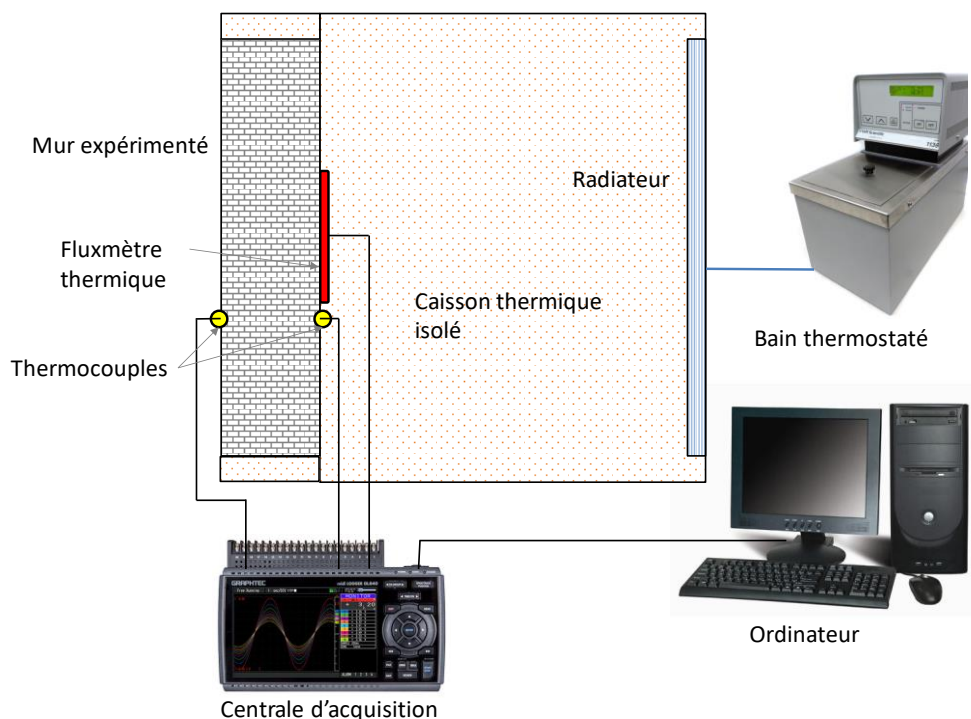 Mur expérimenté
Radiateur
Fluxmètre
thermique
Caisson thermique
isolé
Bain thermostaté
Thermocouples
GRAPHTEC
Ordinateur
Centrale d'acquisition